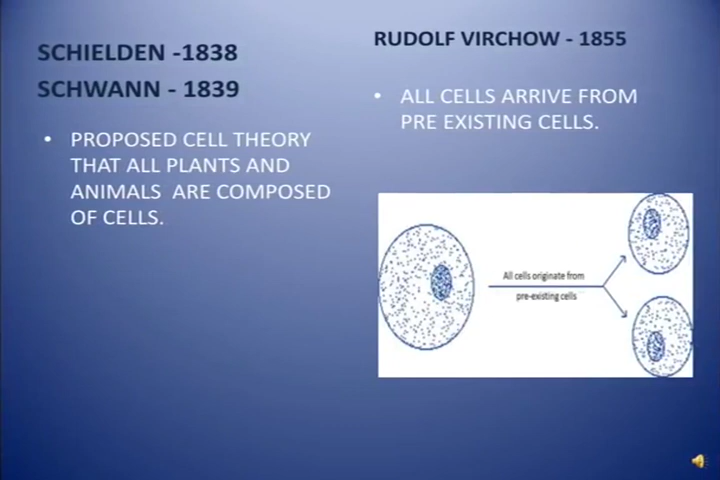 SCHIELDEN -1838
SCHWANN - 1839
• PROPOSED CELL THEORY
THAT ALL PLANTS AND
ANIMALS ARE COMPOSED
OF CELLS.
RUDOLF VIRCHOW - 1855
• ALL CELLS ARRIVE FROM
PRE EXISTING CELLS.
All cells originate from
pre-existing cells